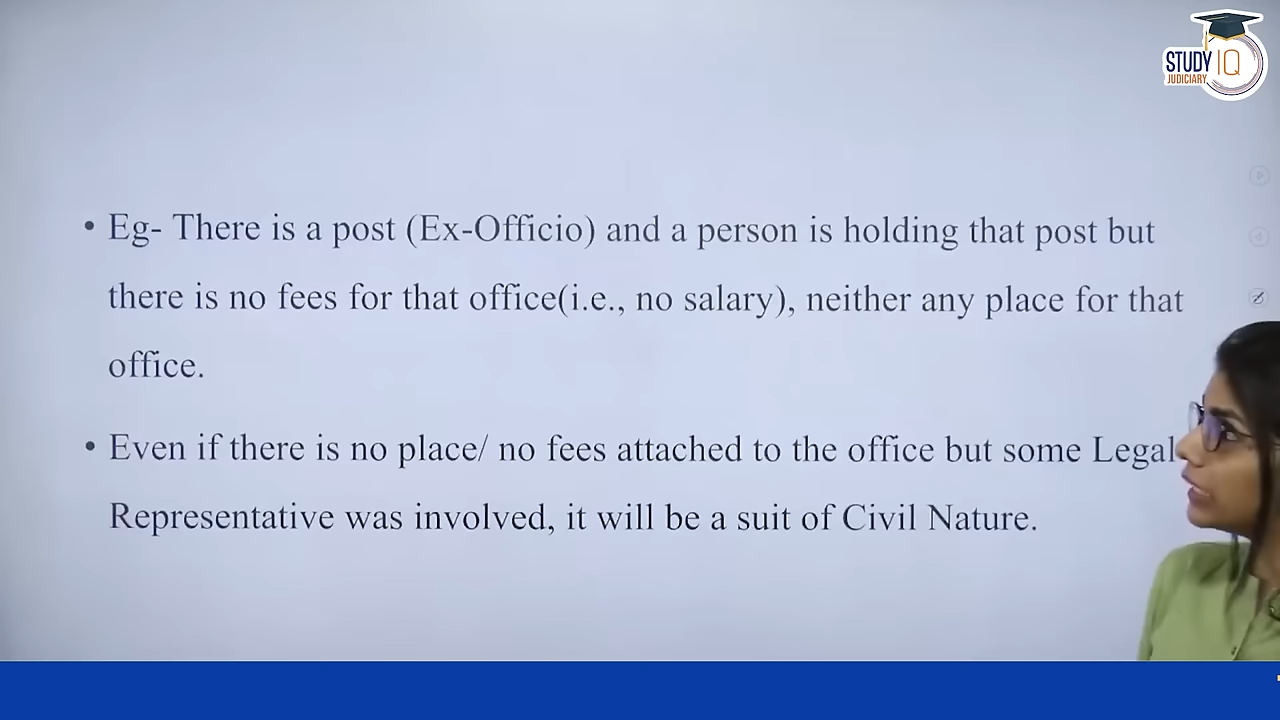 STUDY IQ
JUDICIARY
• Eg- There is a post (Ex-Officio) and a person is holding that post but
there is no fees for that office(i.e., no salary), neither any place for that
office.
• Even if there is no place/ no fees attached to the office but some Legal
Representative was involved, it will be a suit of Civil Nature.